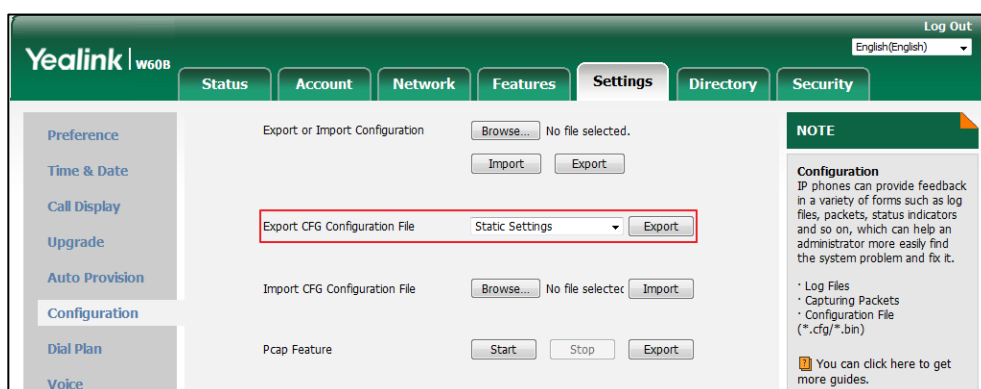 Log Out
English(English)
Yealink | W60B
Status Account Network Features Settings Directory Security
Preference
Time & Date
Call Display
Upgrade
Auto Provision
Configuration
Dial Plan
Voice
Export or Import Configuration Browse... No file selected.
Import Export
Export CFG Configuration File Static Settings Export
Import CFG Configuration File Browse... No file selectec Import
Pcap Feature Start Stop Export
NOTE
Configuration
IP phones can provide feedback
in a variety of forms such as log
files, packets, status indicators
and so on, which can help an
administrator more easily find
the system problem and fix it.
· Log Files
· Capturing Packets
· Configuration File
(*.cfg/*.bin)
You can click here to get
more guides.